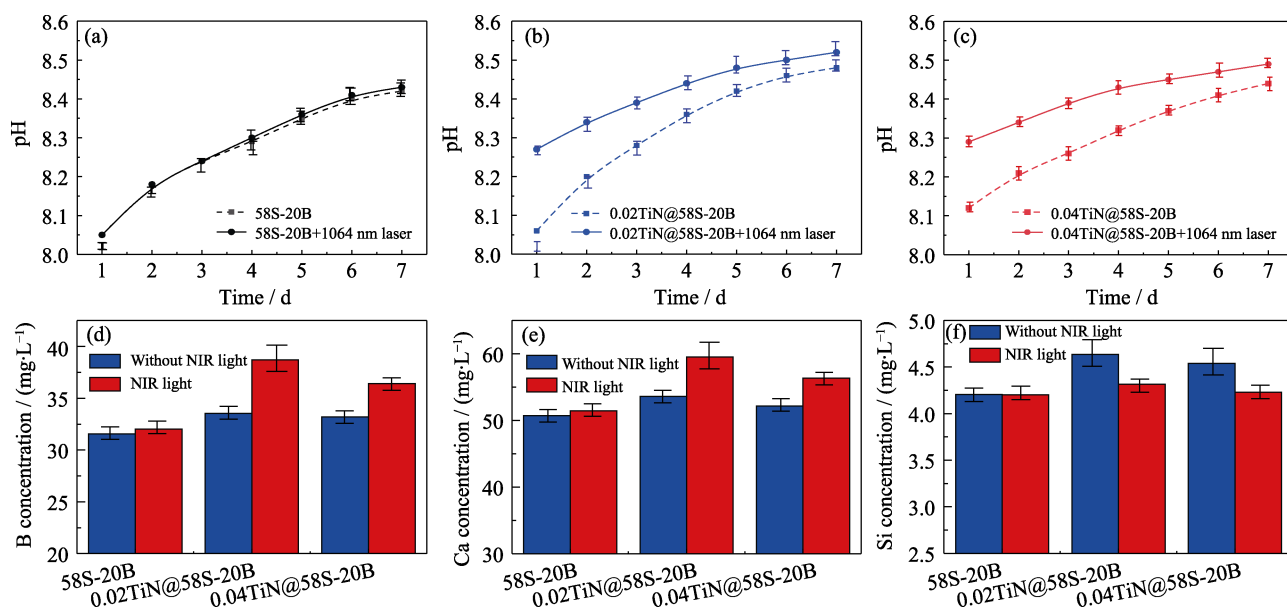 (a)
8.6
8.5
8.4
8.3
8.2
8.1
8.0
pH
58S-20B
58S-20B+1064 nm laser
1 2 3 4 5 6 7
Time / d
(b)
8.6
8.5
8.4
8.3
8.2
8.1
8.0
pH
0.02TiN@58S-20B
0.02TiN@58S-20B+1064 nm laser
1 2 3 4 5 6 7
Time / d
(c)
8.6
8.5
8.4
8.3
8.2
8.1
8.0
pH
0.04TiN@58S-20B
0.04TiN@58S-20B+1064 nm laser
1 2 3 4 5 6 7
Time / d
(d)
40
35
30
25
20
B concentration / (mg·L⁻¹)
Without NIR light
NIR light
58S-20B
0.02TiN@58S-20B
0.04TiN@58S-20B
(e)
60
50
40
30
Ca concentration / (mg·L⁻¹)
Without NIR light
NIR light
58S-20B
0.02TiN@58S-20B
0.04TiN@58S-20B
(f)
5.0
4.5
4.0
3.5
3.0
2.5
Si concentration / (mg·L⁻¹)
Without NIR light
NIR light
58S-20B
0.02TiN@58S-20B
0.04TiN@58S-20B